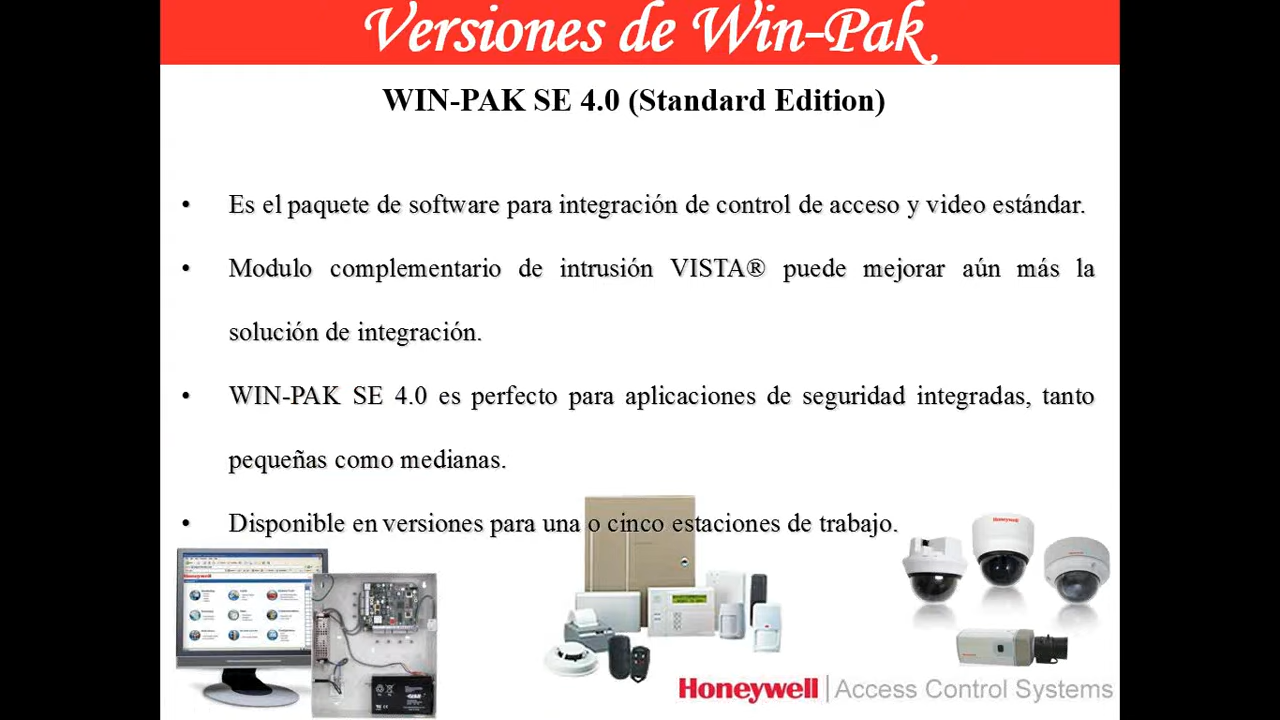 Versiones de Win-Pak
WIN-PAK SE 4.0 (Standard Edition)
• Es el paquete de software para integración de control de acceso y video estándar.
• Modulo complementario de intrusión VISTA® puede mejorar aún más la
solución de integración.
• WIN-PAK SE 4.0 es perfecto para aplicaciones de seguridad integradas, tanto
pequeñas como medianas.
• Disponible en versiones para una o cinco estaciones de trabajo.
Honeywell
Honeywell
Honeywell | Access Control Systems